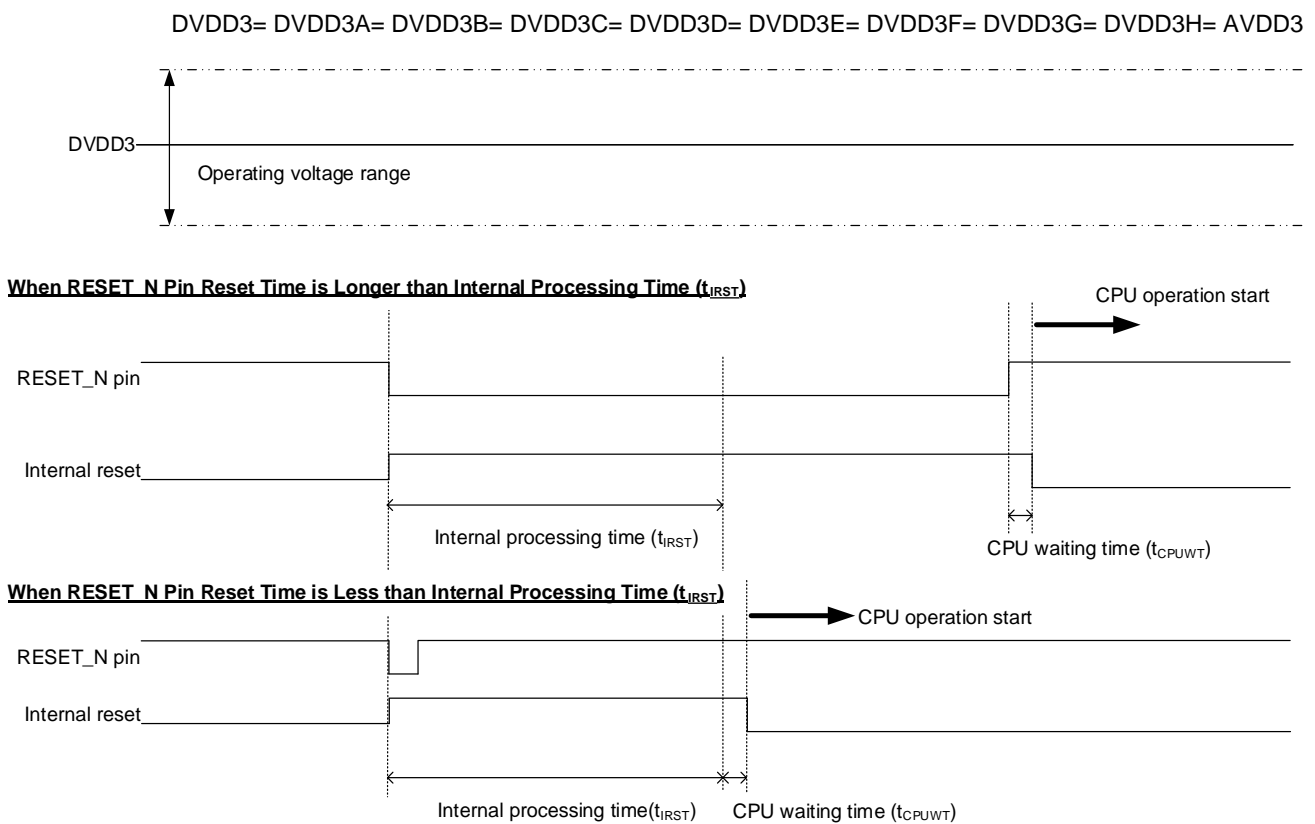 DVDD3= DVDD3A= DVDD3B= DVDD3C= DVDD3D= DVDD3E= DVDD3F= DVDD3G= DVDD3H= AVDD3
DVDD3
Operating voltage range
When RESET_N Pin Reset Time is Longer than Internal Processing Time (tIRST)
CPU operation start
RESET_N pin
Internal reset
Internal processing time (tIRST)
CPU waiting time (tCPUWT)
When RESET_N Pin Reset Time is Less than Internal Processing Time (tIRST)
CPU operation start
RESET_N pin
Internal reset
Internal processing time(tIRST)
CPU waiting time (tCPUWT)